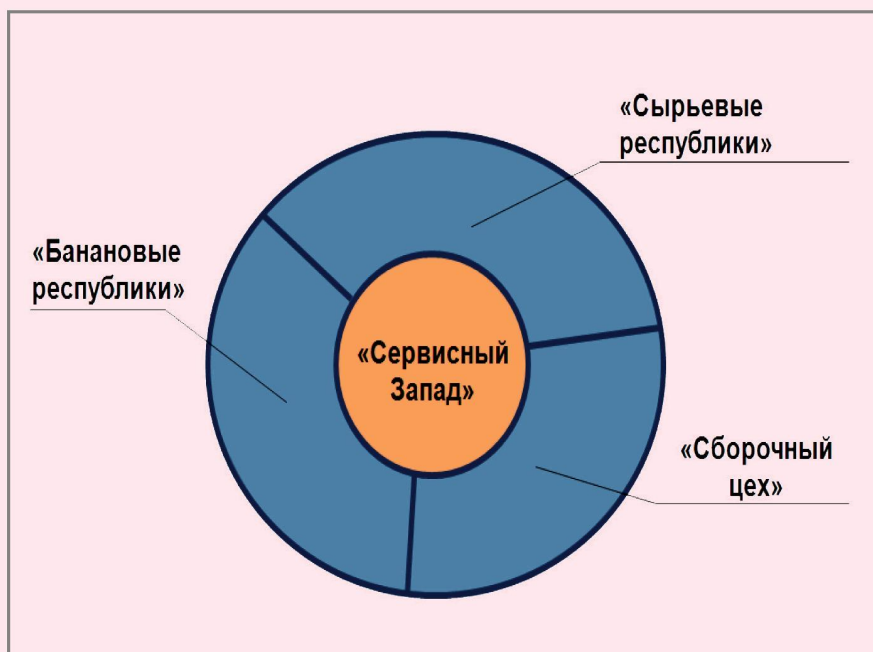 «Сырьевые
республики»
«Банановые
республики»
«Сервисный
Запад»
«Сборочный
цех»